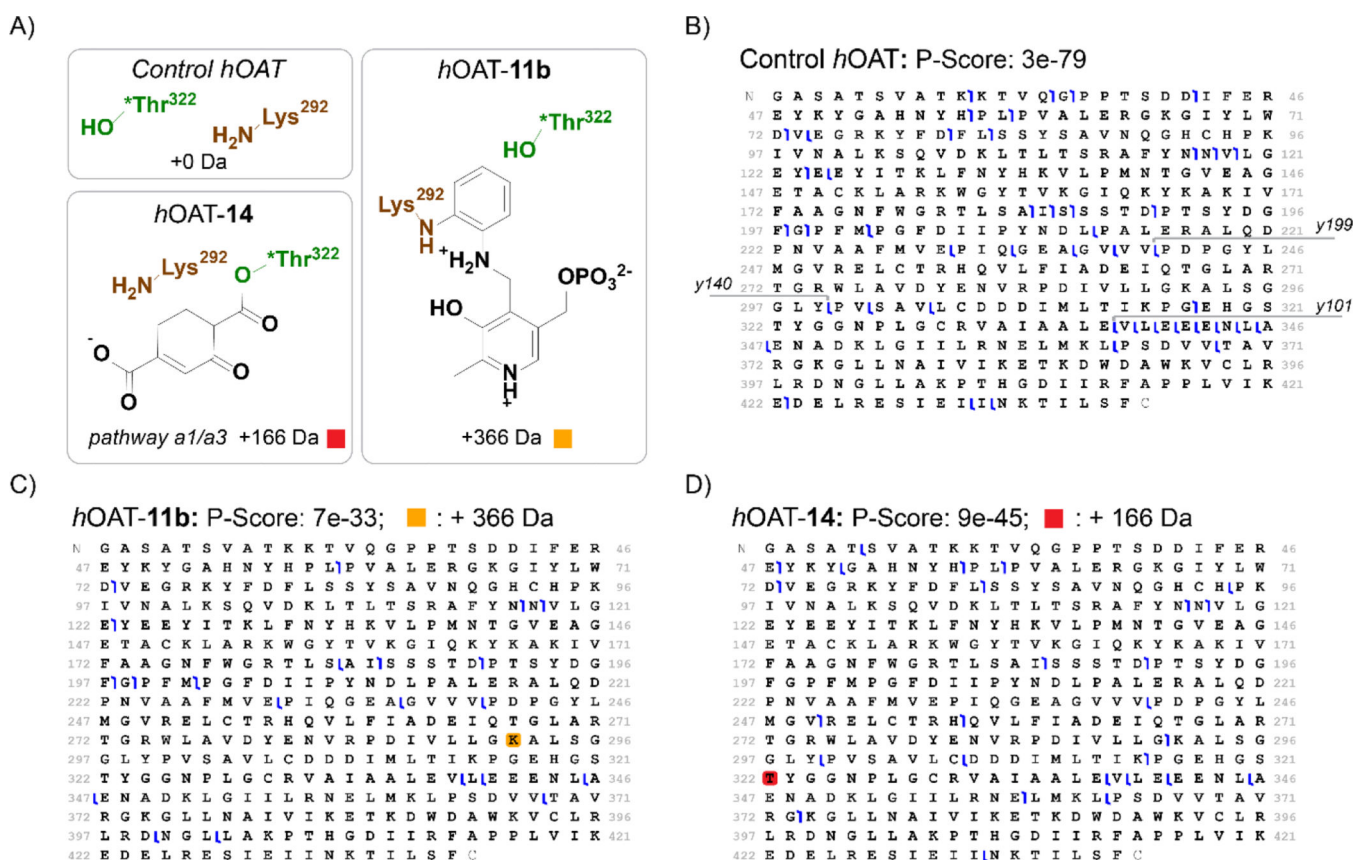 A)
Control hOAT
HO
*Thr322
H2N
Lys292
+0 Da
hOAT-14
H2N
Lys292
O
*Thr322
O
-O
O
O
pathway a1/a3 +166 Da
hOAT-11b
*Thr322
HO
Lys292
N
H
+
H2N
OPO3 2-
HO
N
H
+
+366 Da
B)
Control hOAT: P-Score: 3e-79
N G A S A T S V A T K K T V Q G P P T S D D I F E R 46
47 E Y K Y G A H N Y H P L P V A L E R G K G I Y L W 71
72 D V E G R K Y F D F L S S Y S A V N Q G H C H P K 96
97 I V N A L K S Q V D K L T L T S R A F Y N N V L G 121
122 E Y E E Y I T K L F N Y H K V L P M N T G V E A G 146
147 E T A C K L A R K W G Y T V K G I Q K Y K A K I V 171
172 F A A G N F W G R T L S A I S S S T D P T S Y D G 196
197 F G P F M P G F D I I P Y N D L P A L E R A L Q D 221
y199
222 P N V A A F M V E P I Q G E A G V V V P D P G Y L 246
247 M G V R E L C T R H Q V L F I A D E I Q T G L A R 271
272 T G R W L A V D Y E N V R P D I V L L G K A L S G 296
y140
297 G L Y P V S A V L C D D D I M L T I K P G E H G S 321
y101
322 T Y G G N P L G C R V A I A A L E V L E E E N L A 346
347 E N A D K L G I I L R N E L M K L P S D V V T A V 371
372 R G K G L L N A I V I K E T K D W D A W K V C L R 396
397 L R D N G L L A K P T H G D I I R F A P P L V I K 421
422 E D E L R E S I E I I N K T I L S F C
C)
hOAT-11b: P-Score: 7e-33; : + 366 Da
N G A S A T S V A T K K T V Q G P P T S D D I F E R 46
47 E Y K Y G A H N Y H P L P V A L E R G K G I Y L W 71
72 D V E G R K Y F D F L S S Y S A V N Q G H C H P K 96
97 I V N A L K S Q V D K L T L T S R A F Y N N V L G 121
122 E Y E E Y I T K L F N Y H K V L P M N T G V E A G 146
147 E T A C K L A R K W G Y T V K G I Q K Y K A K I V 171
172 F A A G N F W G R T L S A I S S S T D P T S Y D G 196
197 F G P F M P G F D I I P Y N D L P A L E R A L Q D 221
222 P N V A A F M V E P I Q G E A G V V V P D P G Y L 246
247 M G V R E L C T R H Q V L F I A D E I Q T G L A R 271
272 T G R W L A V D Y E N V R P D I V L L G K A L S G 296
297 G L Y P V S A V L C D D D I M L T I K P G E H G S 321
322 T Y G G N P L G C R V A I A A L E V L E E E N L A 346
347 E N A D K L G I I L R N E L M K L P S D V V T A V 371
372 R G K G L L N A I V I K E T K D W D A W K V C L R 396
397 L R D N G L L A K P T H G D I I R F A P P L V I K 421
422 E D E L R E S I E I I N K T I L S F C
D)
hOAT-14: P-Score: 9e-45; : + 166 Da
N G A S A T S V A T K K T V Q G P P T S D D I F E R 46
47 E Y K Y G A H N Y H P L P V A L E R G K G I Y L W 71
72 D V E G R K Y F D F L S S Y S A V N Q G H C H P K 96
97 I V N A L K S Q V D K L T L T S R A F Y N N V L G 121
122 E Y E E Y I T K L F N Y H K V L P M N T G V E A G 146
147 E T A C K L A R K W G Y T V K G I Q K Y K A K I V 171
172 F A A G N F W G R T L S A I S S S T D P T S Y D G 196
197 F G P F M P G F D I I P Y N D L P A L E R A L Q D 221
222 P N V A A F M V E P I Q G E A G V V V P D P G Y L 246
247 M G V R E L C T R H Q V L F I A D E I Q T G L A R 271
272 T G R W L A V D Y E N V R P D I V L L G K A L S G 296
297 G L Y P V S A V L C D D D I M L T I K P G E H G S 321
322 T Y G G N P L G C R V A I A A L E V L E E E N L A 346
347 E N A D K L G I I L R N E L M K L P S D V V T A V 371
372 R G K G L L N A I V I K E T K D W D A W K V C L R 396
397 L R D N G L L A K P T H G D I I R F A P P L V I K 421
422 E D E L R E S I E I I N K T I L S F C